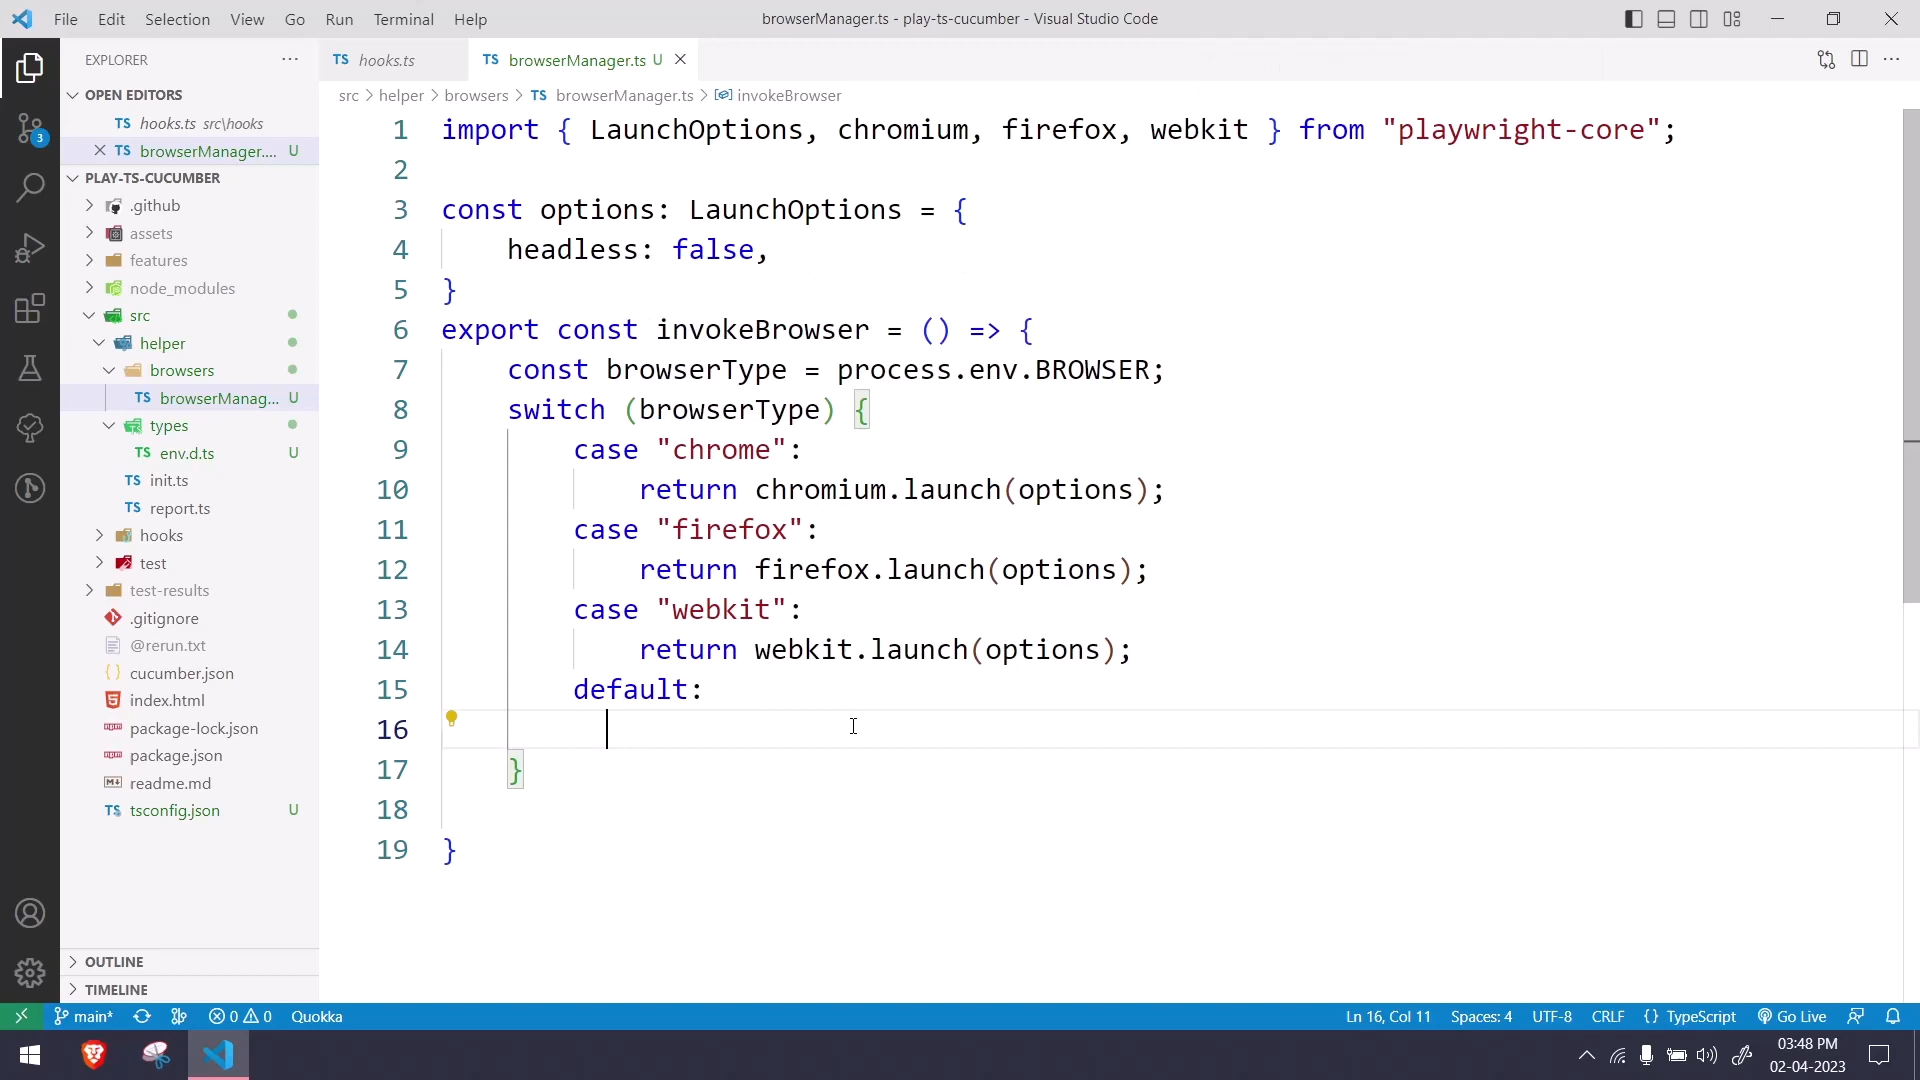 File Edit Selection View Go Run Terminal Help
browserManager.ts - play-ts-cucumber - Visual Studio Code
EXPLORER
TS hooks.ts
TS browserManager.ts U
OPEN EDITORS
TS hooks.ts src\hooks
TS browserManager.... U
PLAY-TS-CUCUMBER
.github
assets
features
node_modules
src
helper
browsers
TS browserManag... U
types
TS env.d.ts U
TS init.ts
TS report.ts
hooks
test
test-results
.gitignore
@rerun.txt
cucumber.json
index.html
package-lock.json
package.json
readme.md
TS tsconfig.json U
OUTLINE
TIMELINE
3
src > helper > browsers > TS browserManager.ts > invokeBrowser
1 import { LaunchOptions, chromium, firefox, webkit } from "playwright-core";
2
3 const options: LaunchOptions = {
4 headless: false,
5 }
6 export const invokeBrowser = () => {
7 const browserType = process.env.BROWSER;
8 switch (browserType) {
9 case "chrome":
10 return chromium.launch(options);
11 case "firefox":
12 return firefox.launch(options);
13 case "webkit":
14 return webkit.launch(options);
15 default:
16
17 }
18
19 }
main* 0 0 Quokka
Ln 16, Col 11 Spaces: 4 UTF-8 CRLF {} TypeScript Go Live
03:48 PM
02-04-2023